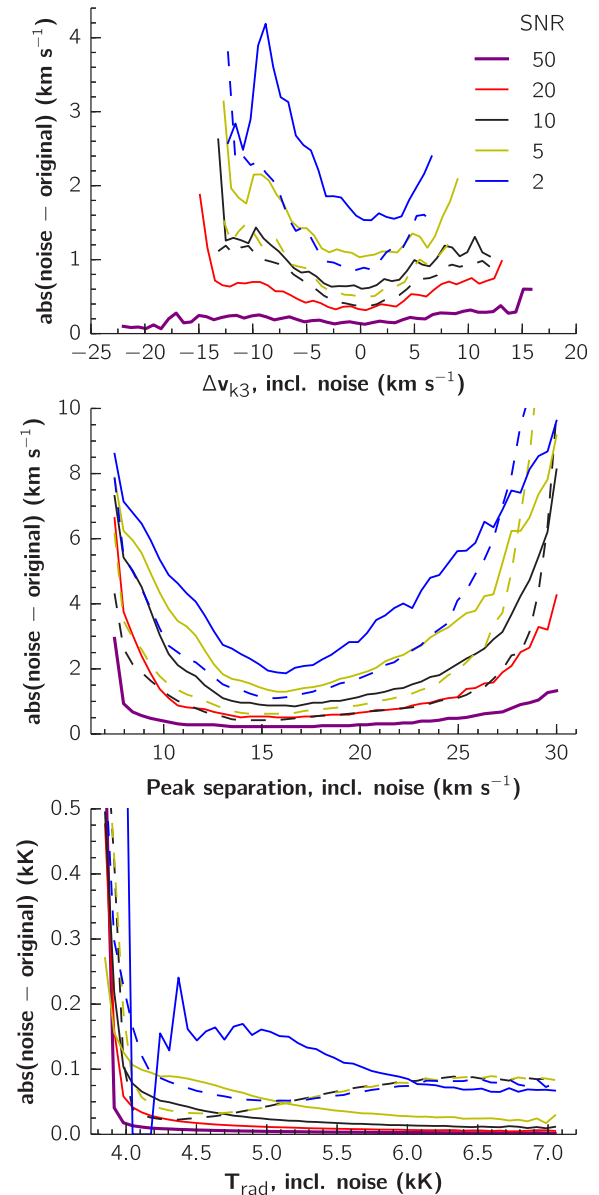 SNR
50
20
10
5
2
abs(noise − original) (km s⁻¹)
4
3
2
1
0
−25 −20 −15 −10 −5 0 5 10 15 20
Δv_k3, incl. noise (km s⁻¹)
abs(noise − original) (km s⁻¹)
10
8
6
4
2
0
10 15 20 25 30
Peak separation, incl. noise (km s⁻¹)
abs(noise − original) (kK)
0.5
0.4
0.3
0.2
0.1
0.0
4.0 4.5 5.0 5.5 6.0 6.5 7.0
T_rad, incl. noise (kK)